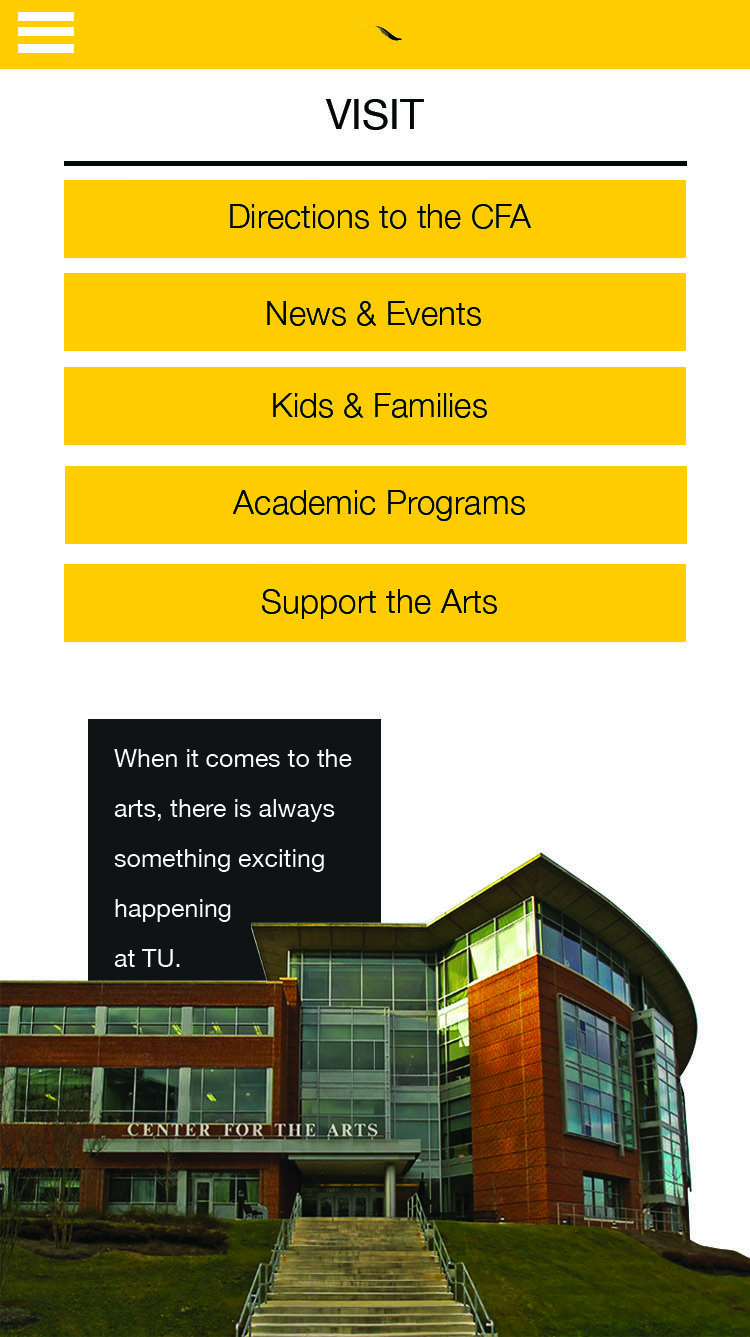 VISIT
Directions to the CFA
News & Events
Kids & Families
Academic Programs
Support the Arts
When it comes to the
arts, there is always
something exciting
happening
at TU.
CENTER FOR THE ARTS